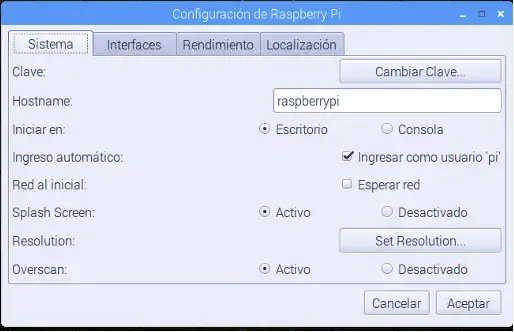 Configuración de Raspberry Pi
Sistema Interfaces Rendimiento Localización
Clave: Cambiar Clave...
Hostname: raspberrypi
Iniciar en: Escritorio Consola
Ingreso automático: Ingresar como usuario 'pi'
Red al inicial: Esperar red
Splash Screen: Activo Desactivado
Resolution: Set Resolution...
Overscan: Activo Desactivado
Cancelar Aceptar